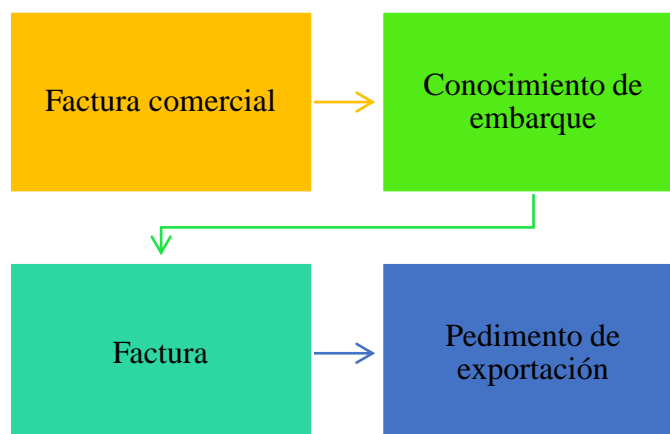 Factura comercial
Conocimiento de
embarque
Factura
Pedimento de
exportación